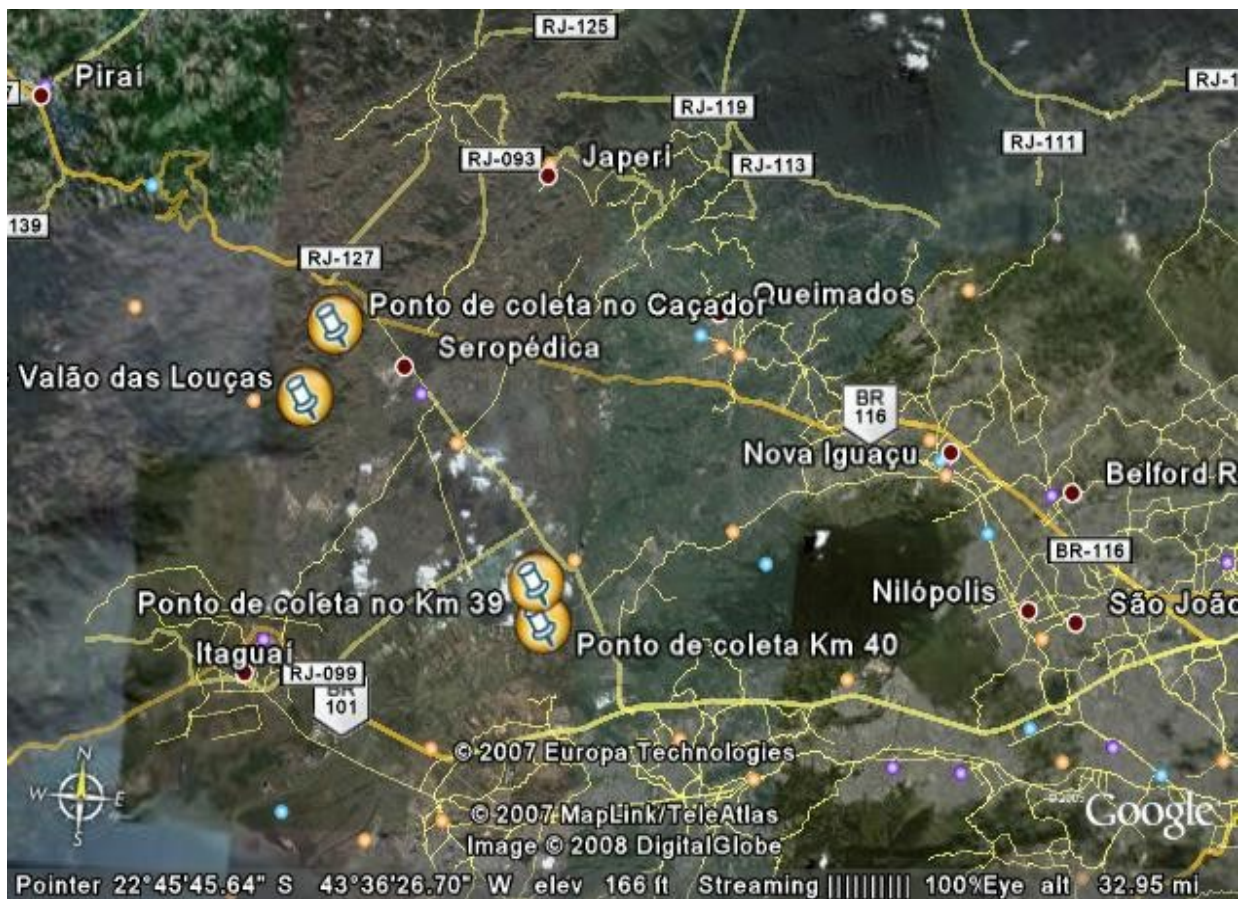 RJ-125
Piraí
7
RJ-1
RJ-119
RJ-111
RJ-093
Japeri
RJ-113
139
RJ-127
Ponto de coleta no Caçador
Queimados
Seropédica
Valão das Louças
BR
116
Nova Iguaçu
Belford R
BR-116
Nilópolis
São João
Ponto de coleta no Km 39
Ponto de coleta Km 40
Itaguaí
RJ-099
BR
101
N
W
E
S
© 2007 Europa Technologies
© 2007 MapLink/TeleAtlas
Image © 2008 DigitalGlobe
Google
Pointer 22°45'45.64" S 43°36'26.70" W elev 166 ft Streaming |||||||||| 100% Eye alt 32.95 mi